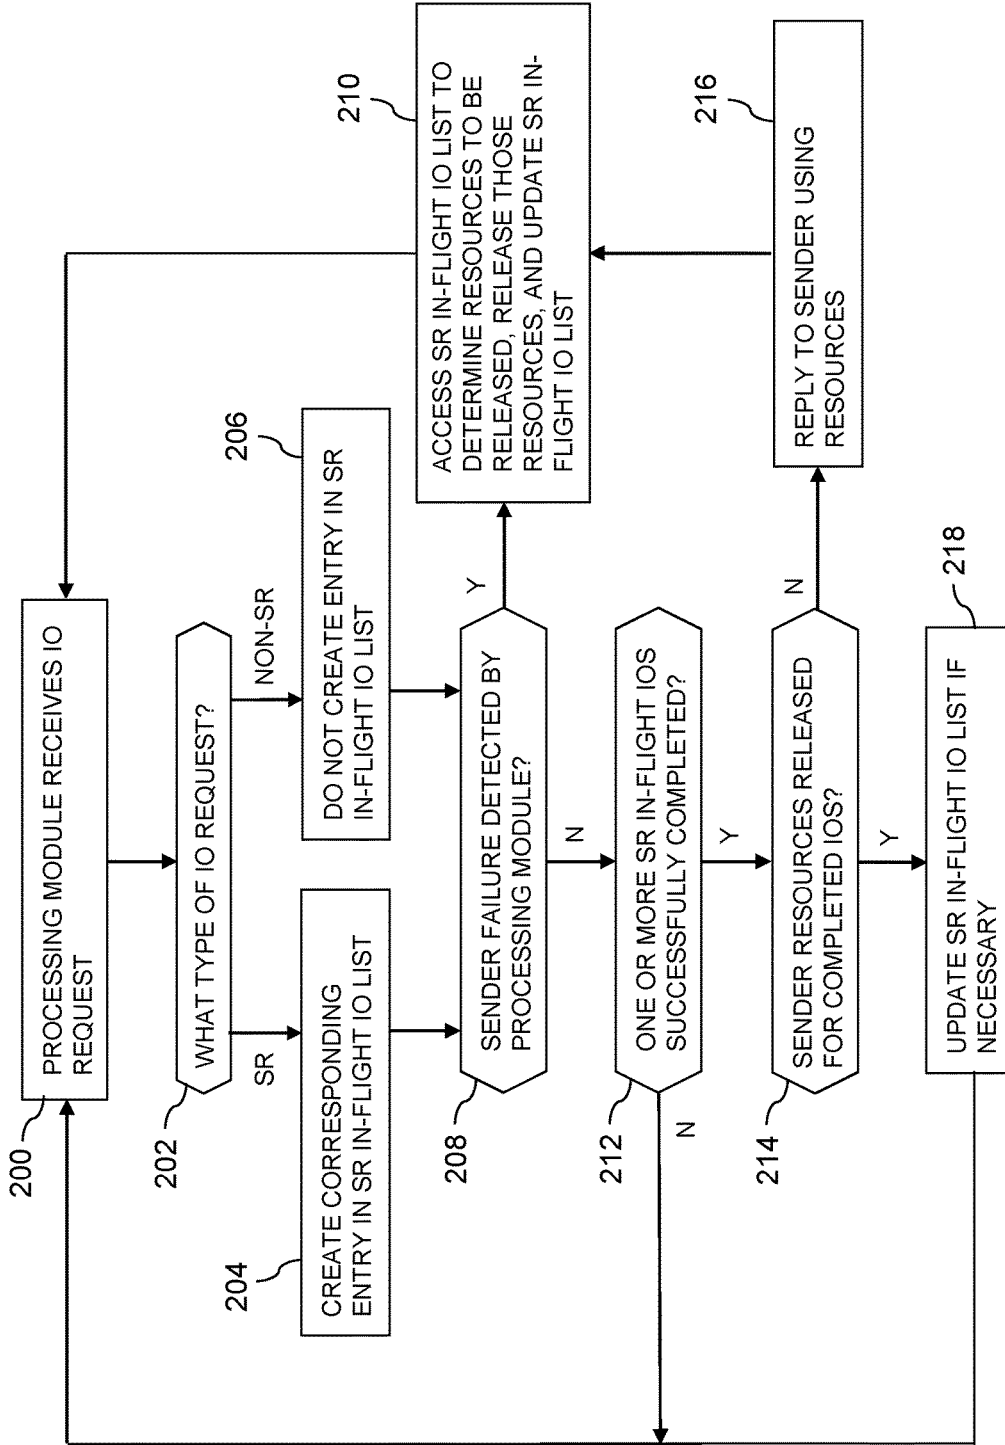 200
PROCESSING MODULE RECEIVES IO
REQUEST
202
WHAT TYPE OF IO REQUEST?
SR
NON-SR
204
CREATE CORRESPONDING
ENTRY IN SR IN-FLIGHT IO LIST
206
DO NOT CREATE ENTRY IN SR
IN-FLIGHT IO LIST
208
SENDER FAILURE DETECTED BY
PROCESSING MODULE?
Y
N
210
ACCESS SR IN-FLIGHT IO LIST TO
DETERMINE RESOURCES TO BE
RELEASED, RELEASE THOSE
RESOURCES, AND UPDATE SR IN-
FLIGHT IO LIST
212
ONE OR MORE SR IN-FLIGHT IOS
SUCCESSFULLY COMPLETED?
N
Y
214
SENDER RESOURCES RELEASED
FOR COMPLETED IOS?
N
Y
216
REPLY TO SENDER USING
RESOURCES
218
UPDATE SR IN-FLIGHT IO LIST IF
NECESSARY